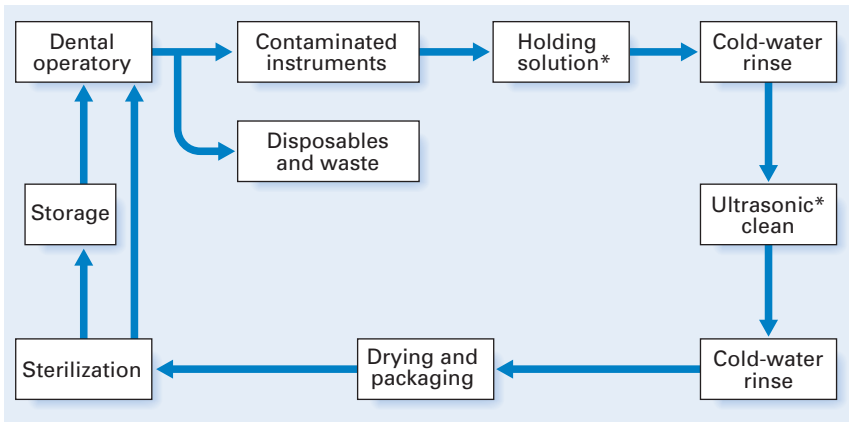 Dental
operatory
Contaminated
instruments
Holding
solution*
Cold-water
rinse
Disposables
and waste
Storage
Ultrasonic*
clean
Sterilization
Drying and
packaging
Cold-water
rinse